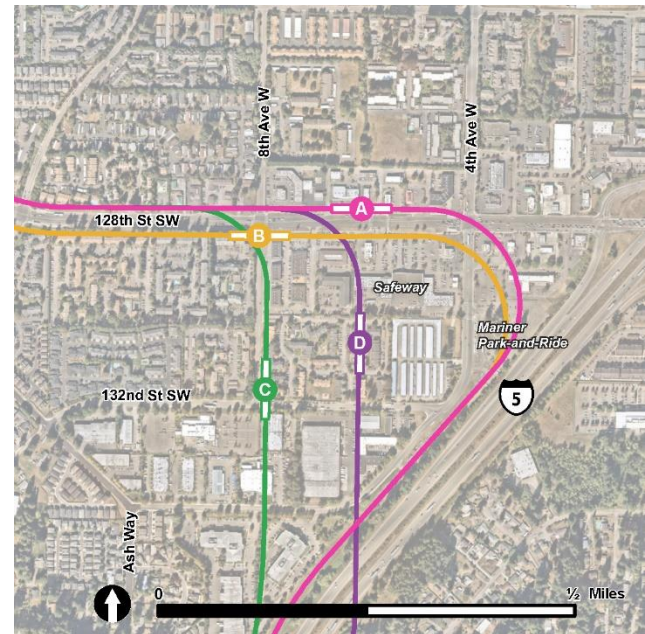 8th Ave W
4th Ave W
A
128th St SW
B
Safeway
Mariner
Park-and-Ride
D
C
132nd St SW
5
Ash Way
0
½ Miles